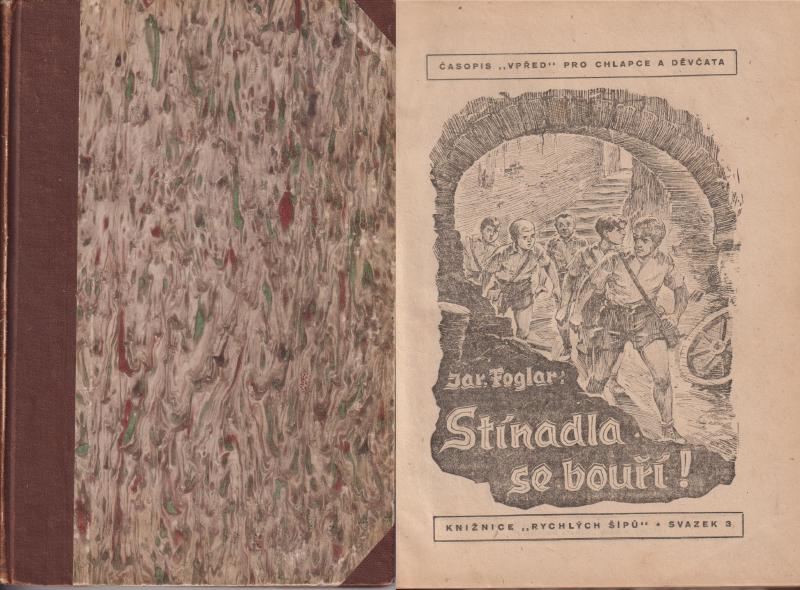 ČASOPIS „VPŘED“ PRO CHLAPCE A DĚVČATA
Jar. Foglar:
Stínadla
se bouří!
KNIŽNICE „RYCHLÝCH ŠÍPŮ“ • SVAZEK 3